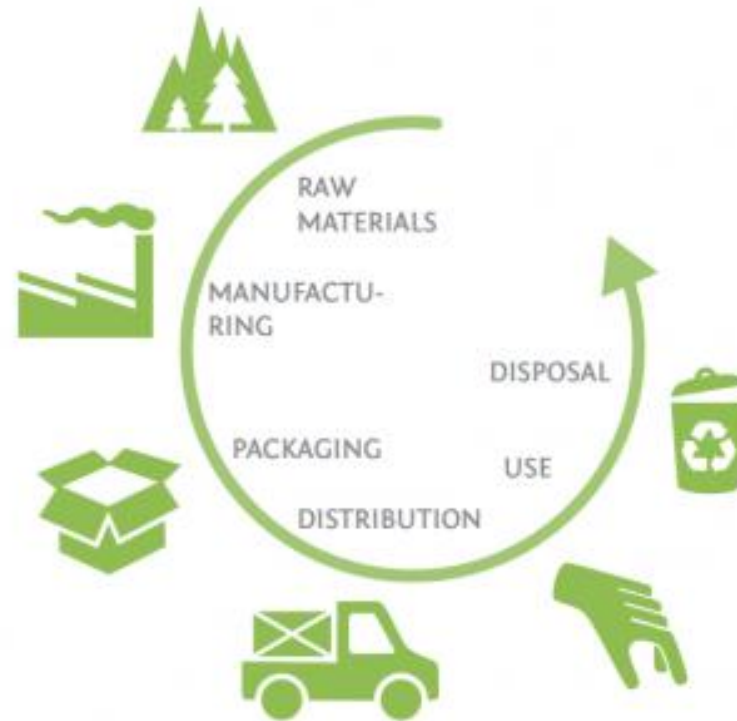 RAW
MATERIALS
MANUFACTU-
RING
PACKAGING
DISTRIBUTION
USE
DISPOSAL